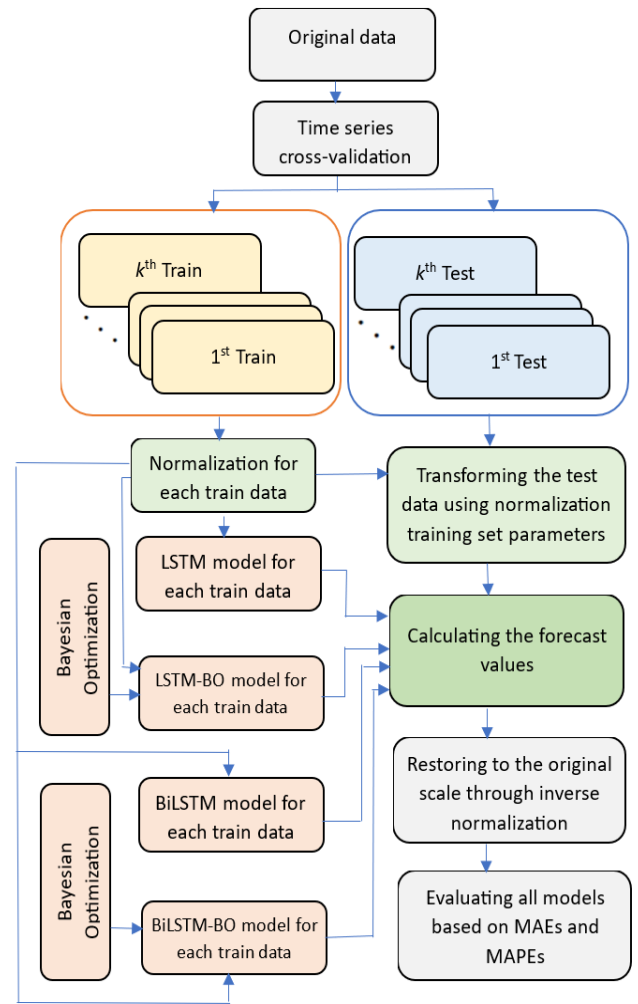 Original data
Time series
cross-validation
kth Train
1st Train
kth Test
1st Test
Normalization for
each train data
Transforming the test
data using normalization
training set parameters
Bayesian
Optimization
LSTM model for
each train data
Calculating the forecast
values
LSTM-BO model for
each train data
Restoring to the original
scale through inverse
normalization
Bayesian
Optimization
BiLSTM model for
each train data
Evaluating all models
based on MAEs and
MAPEs
BiLSTM-BO model for
each train data